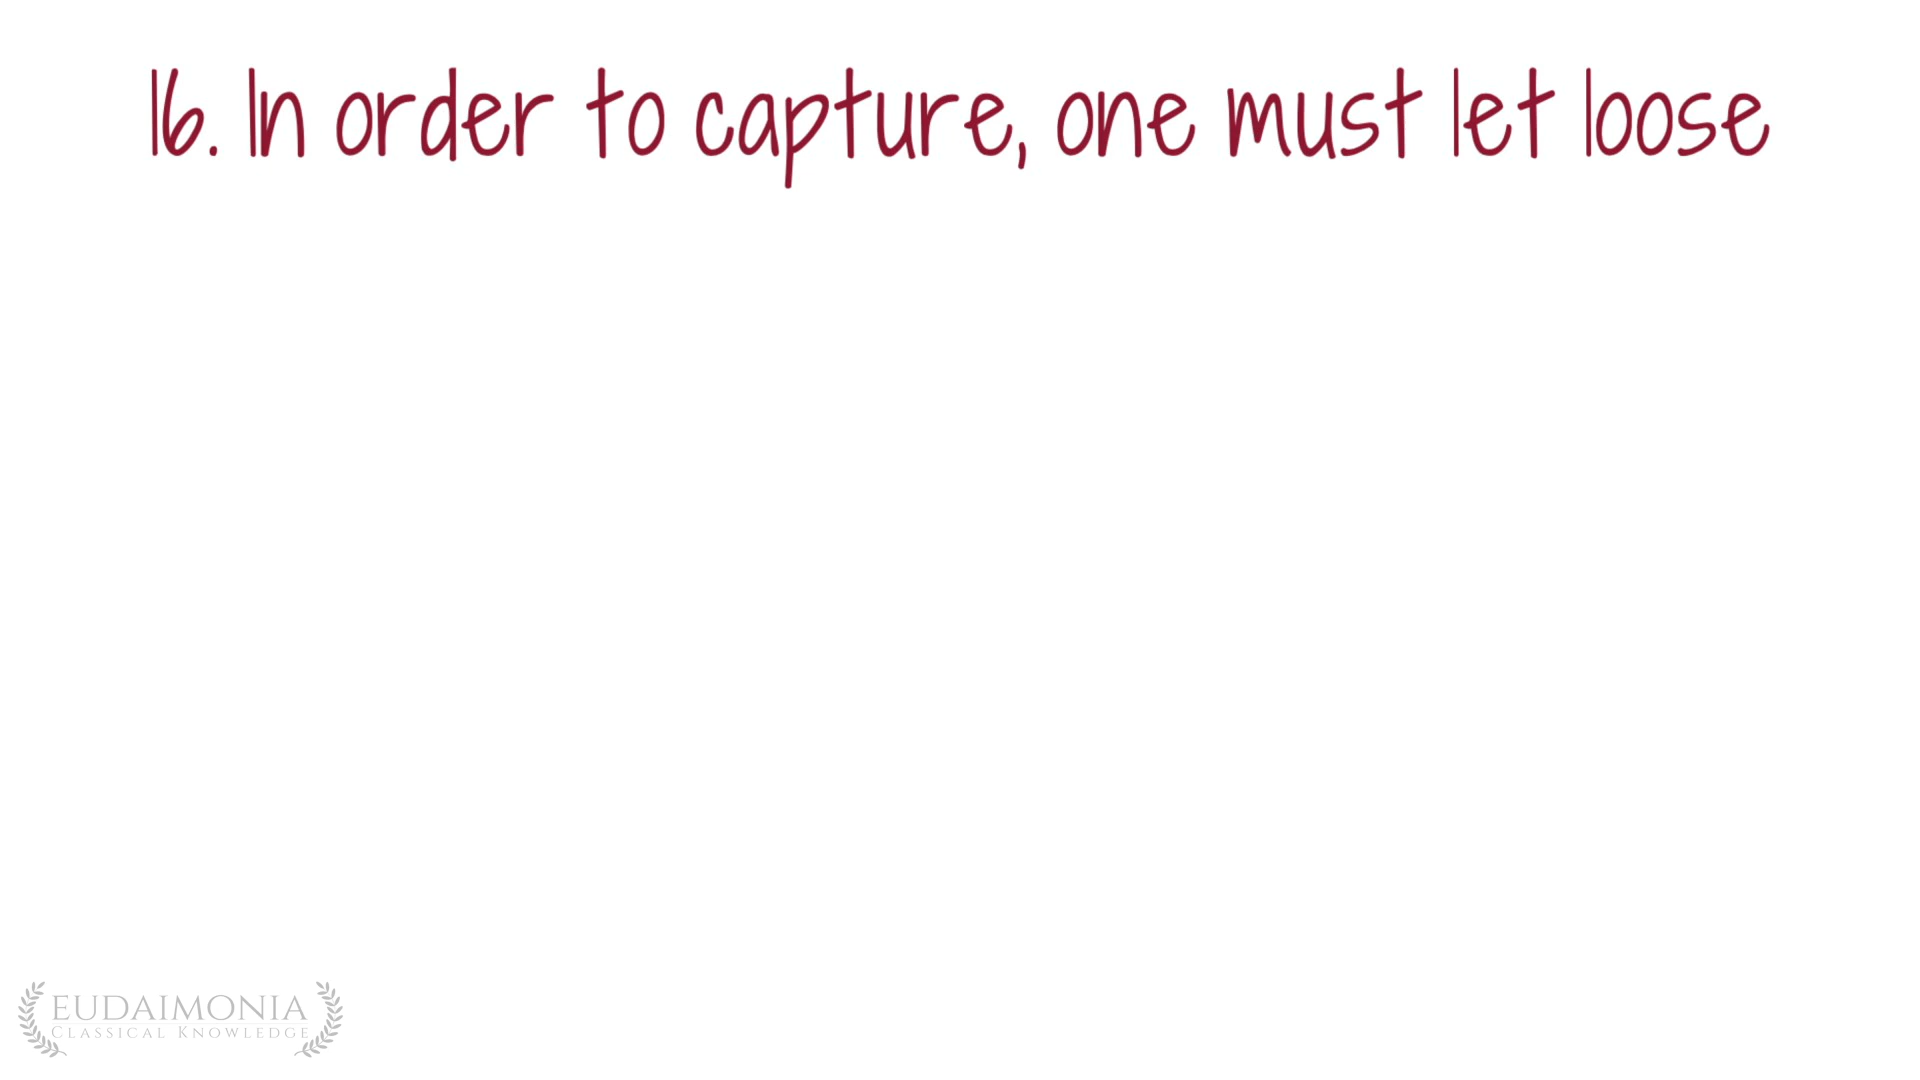 16. In order to capture, one must let loose
EUDAIMONIA
CLASSICAL KNOWLEDGE